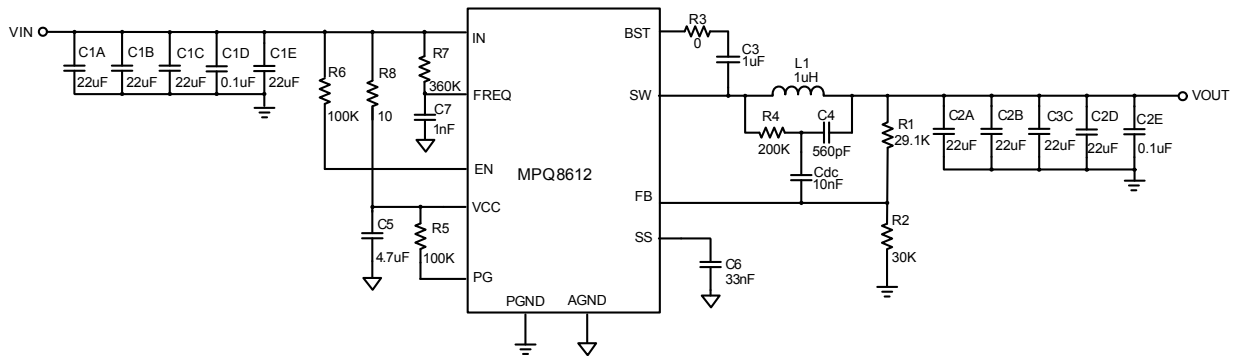 VIN
C1A
22uF
C1B
22uF
C1C
22uF
C1D
0.1uF
C1E
22uF
R6
100K
R8
10
R7
360K
C7
1nF
C5
4.7uF
R5
100K
IN
FREQ
EN
VCC
PG
MPQ8612
PGND
AGND
BST
SW
FB
SS
R3
0
C3
1uF
L1
1uH
R4
200K
C4
560pF
Cdc
10nF
R1
29.1K
R2
30K
C6
33nF
C2A
22uF
C2B
22uF
C3C
22uF
C2D
22uF
C2E
0.1uF
VOUT